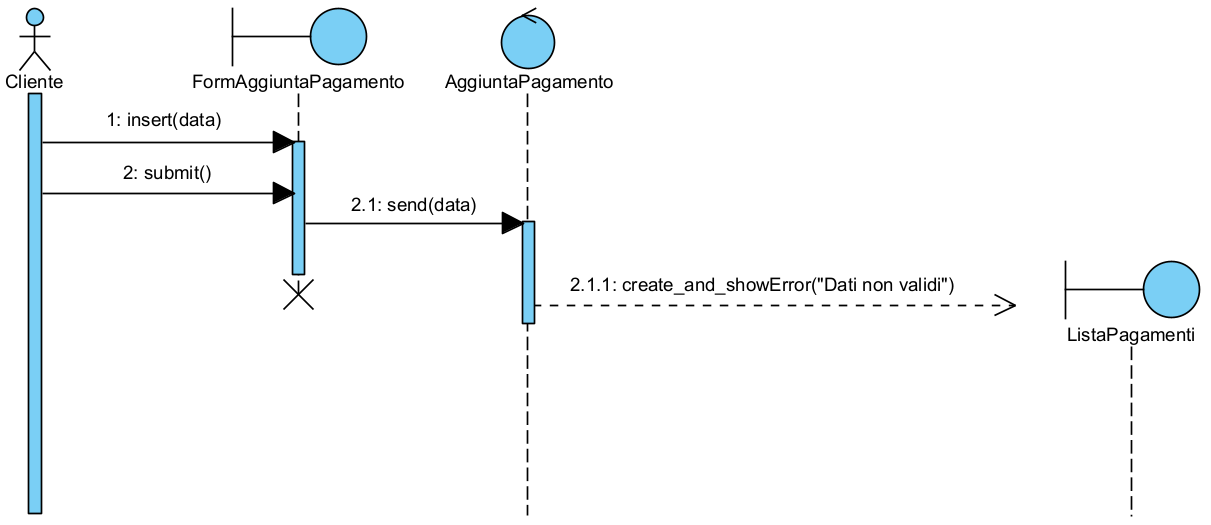 Cliente
FormAggiuntaPagamento
AggiuntaPagamento
1: insert(data)
2: submit()
2.1: send(data)
2.1.1: create_and_showError("Dati non validi")
ListaPagamenti